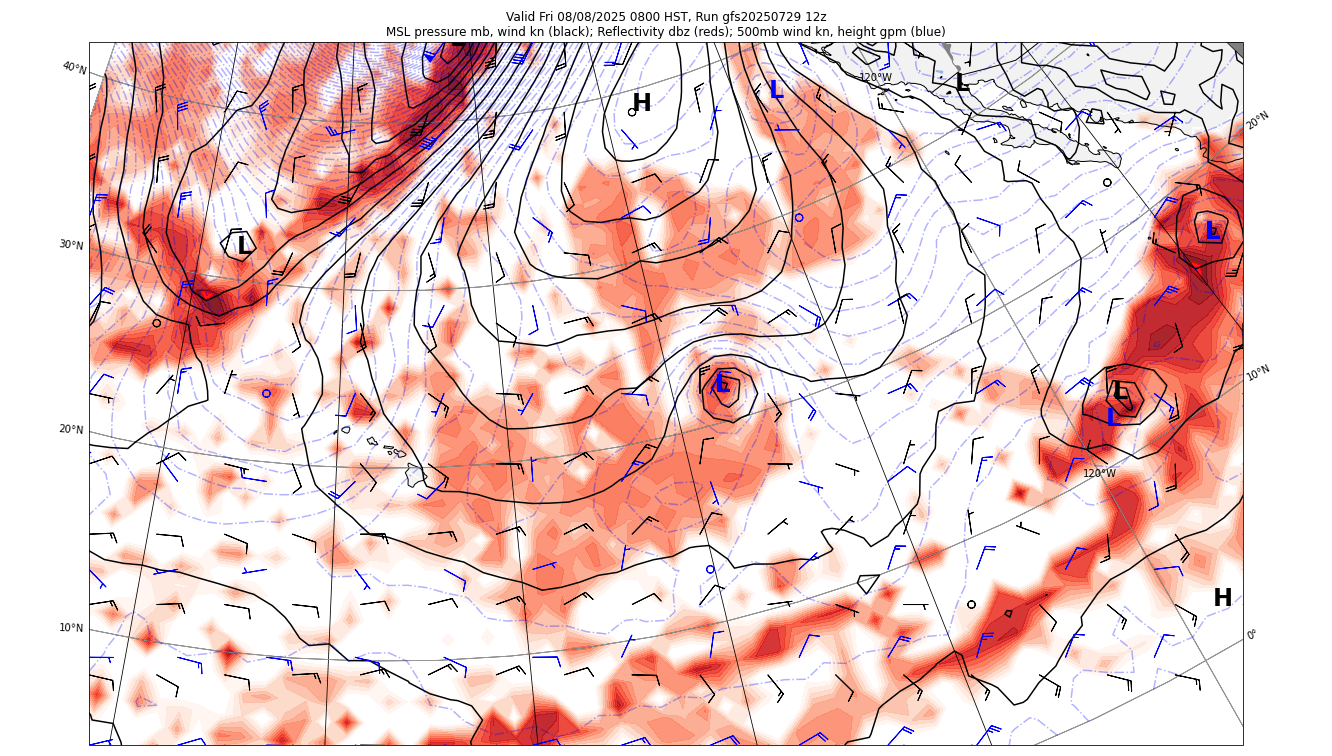 Valid Fri 08/08/2025 0800 HST, Run gfs20250729 12z
MSL pressure mb, wind kn (black); Reflectivity dbz (reds); 500mb wind kn, height gpm (blue)
40°N
120°W
L
L
H
20°N
30°N
L
L
10°N
L
L
L
20°N
120°W
H
10°N
0°